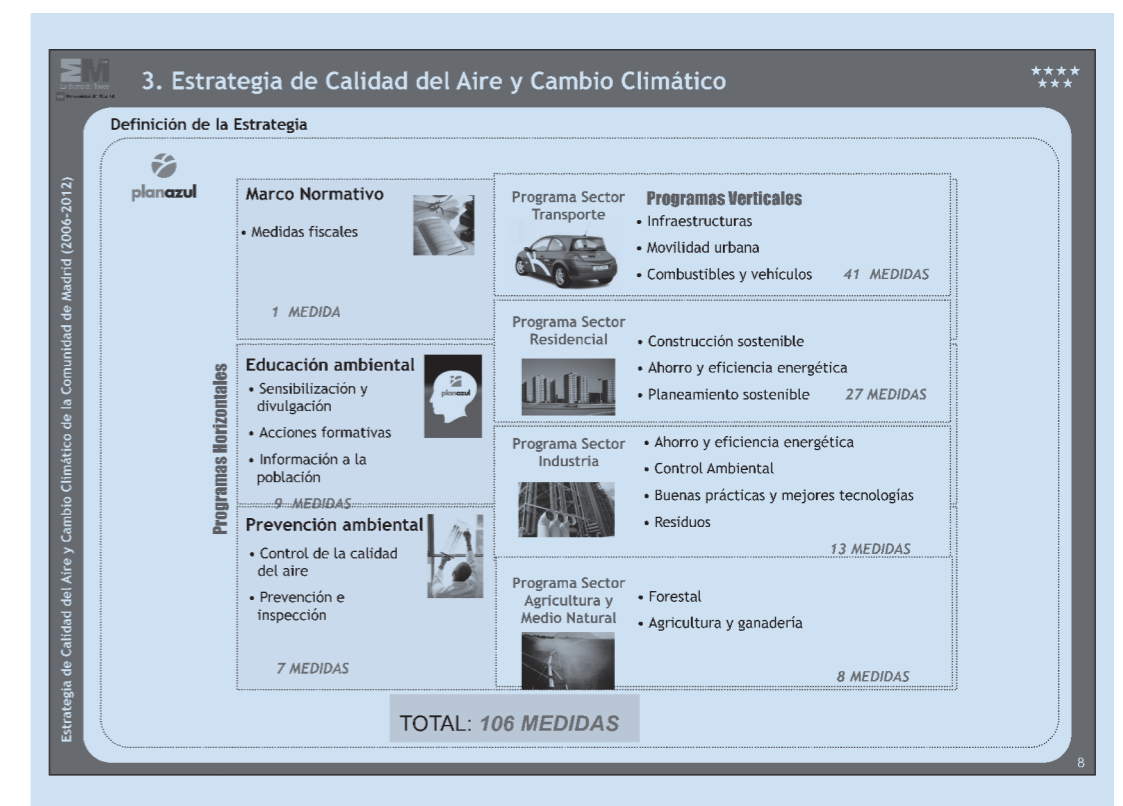 3. Estrategia de Calidad del Aire y Cambio Climático
Definición de la Estrategia
planazul
Estrategia de Calidad del Aire y Cambio Climático de la Comunidad de Madrid (2006-2012)
Programas Horizontales
Marco Normativo
• Medidas fiscales
1 MEDIDA
Educación ambiental
• Sensibilización y
divulgación
• Acciones formativas
• Información a la
población
9 MEDIDAS
planazul
Prevención ambiental
• Control de la calidad
del aire
• Prevención e
inspección
7 MEDIDAS
Programas Verticales
Programa Sector
Transporte
• Infraestructuras
• Movilidad urbana
• Combustibles y vehículos 41 MEDIDAS
Programa Sector
Residencial
• Construcción sostenible
• Ahorro y eficiencia energética
• Planeamiento sostenible 27 MEDIDAS
Programa Sector
Industria
• Ahorro y eficiencia energética
• Control Ambiental
• Buenas prácticas y mejores tecnologías
• Residuos
13 MEDIDAS
Programa Sector
Agricultura y
Medio Natural
• Forestal
• Agricultura y ganadería
8 MEDIDAS
TOTAL: 106 MEDIDAS
8